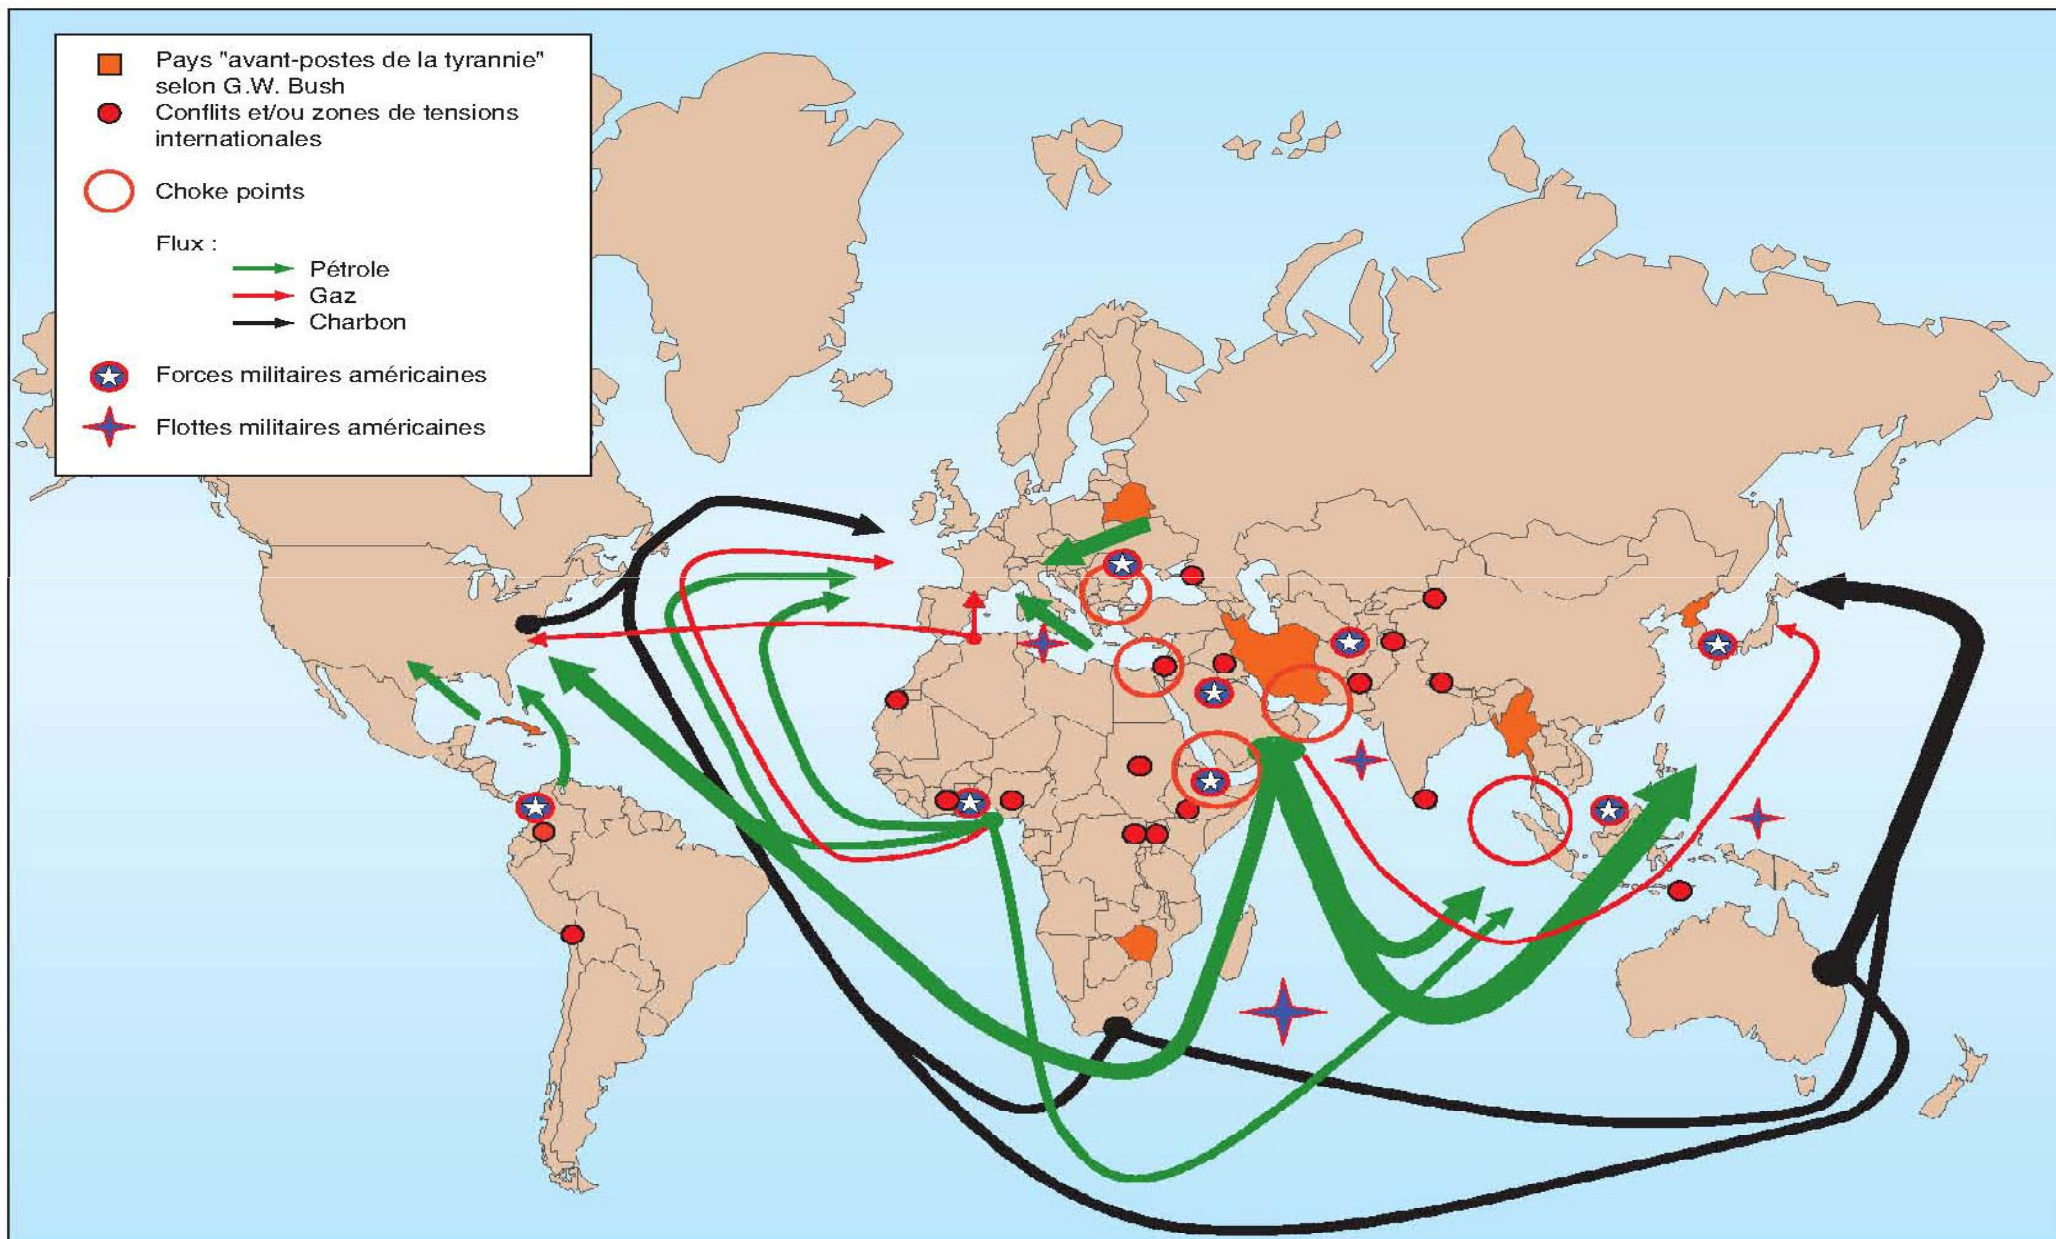 Pays "avant-postes de la tyrannie"
selon G.W. Bush
Conflits et/ou zones de tensions
internationales
Choke points
Flux :
Pétrole
Gaz
Charbon
Forces militaires américaines
Flottes militaires américaines